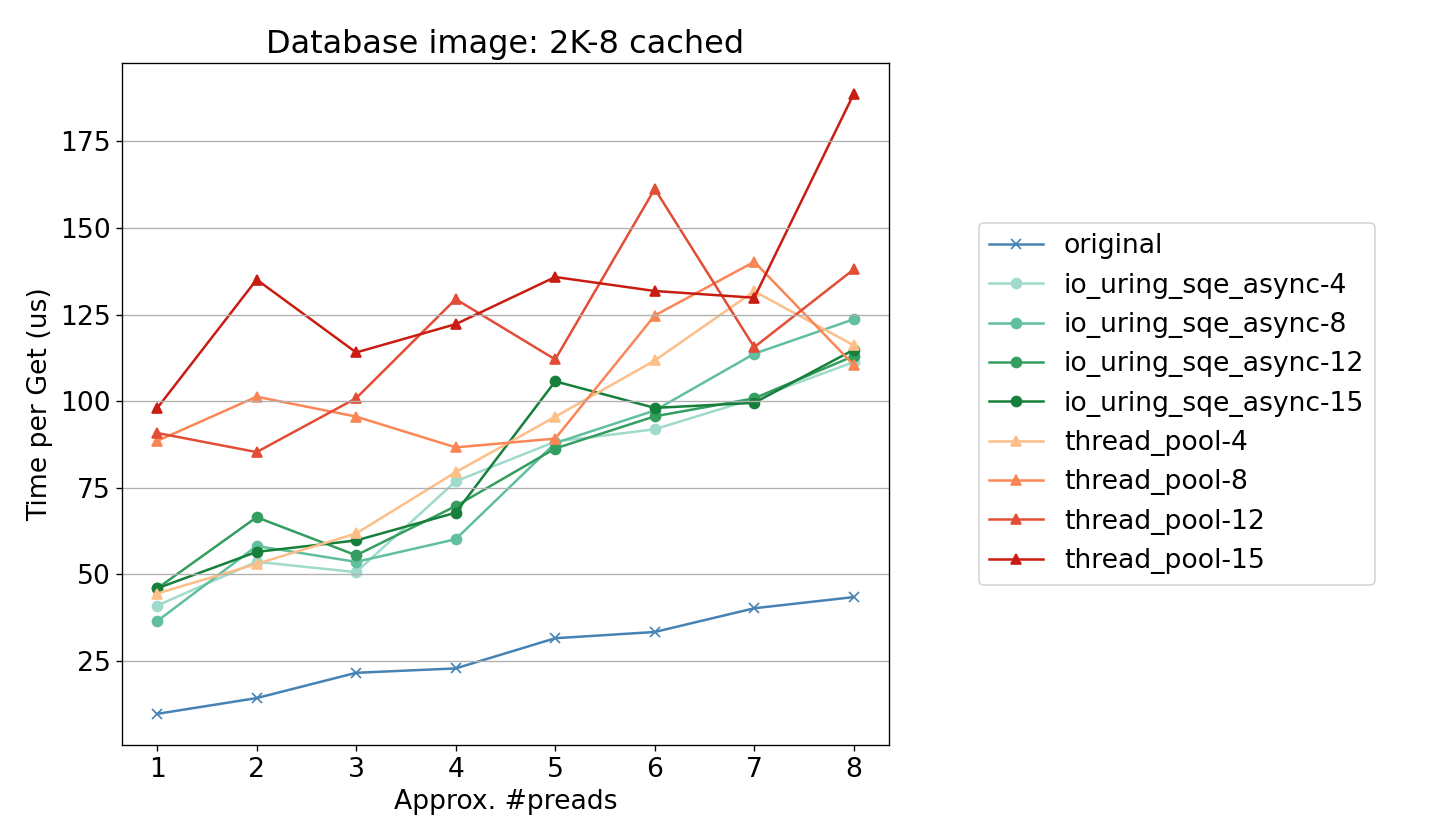 Database image: 2K-8 cached
Time per Get (us)
175
150
125
100
75
50
25
1 2 3 4 5 6 7 8
Approx. #preads
original
io_uring_sqe_async-4
io_uring_sqe_async-8
io_uring_sqe_async-12
io_uring_sqe_async-15
thread_pool-4
thread_pool-8
thread_pool-12
thread_pool-15